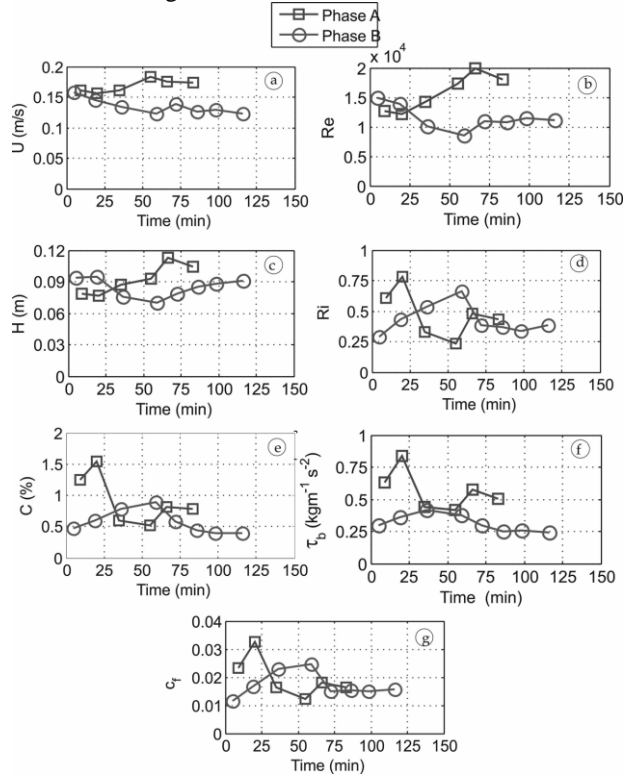 Phase A
Phase B
x 10⁴
0.2
0.15
0.1
0.05
0
U (m/s)
ⓐ
0 25 50 75 100 125 150
Time (min)
2
1.5
1
0.5
0
Re
ⓑ
0 25 50 75 100 125 150
Time (min)
0.12
0.09
0.06
0.03
0
H (m)
ⓒ
0 25 50 75 100 125 150
Time (min)
1
0.75
0.5
0.25
0
Ri
ⓓ
0 25 50 75 100 125 150
Time (min)
2
1.5
1
0.5
0
C (%)
ⓔ
0 25 50 75 100 125 150
Time (min)
1
0.75
0.5
0.25
0
τb (kgm⁻¹ s⁻²)
ⓕ
0 25 50 75 100 125 150
Time (min)
0.04
0.03
0.02
0.01
0
cf
ⓖ
0 25 50 75 100 125 150
Time (min)